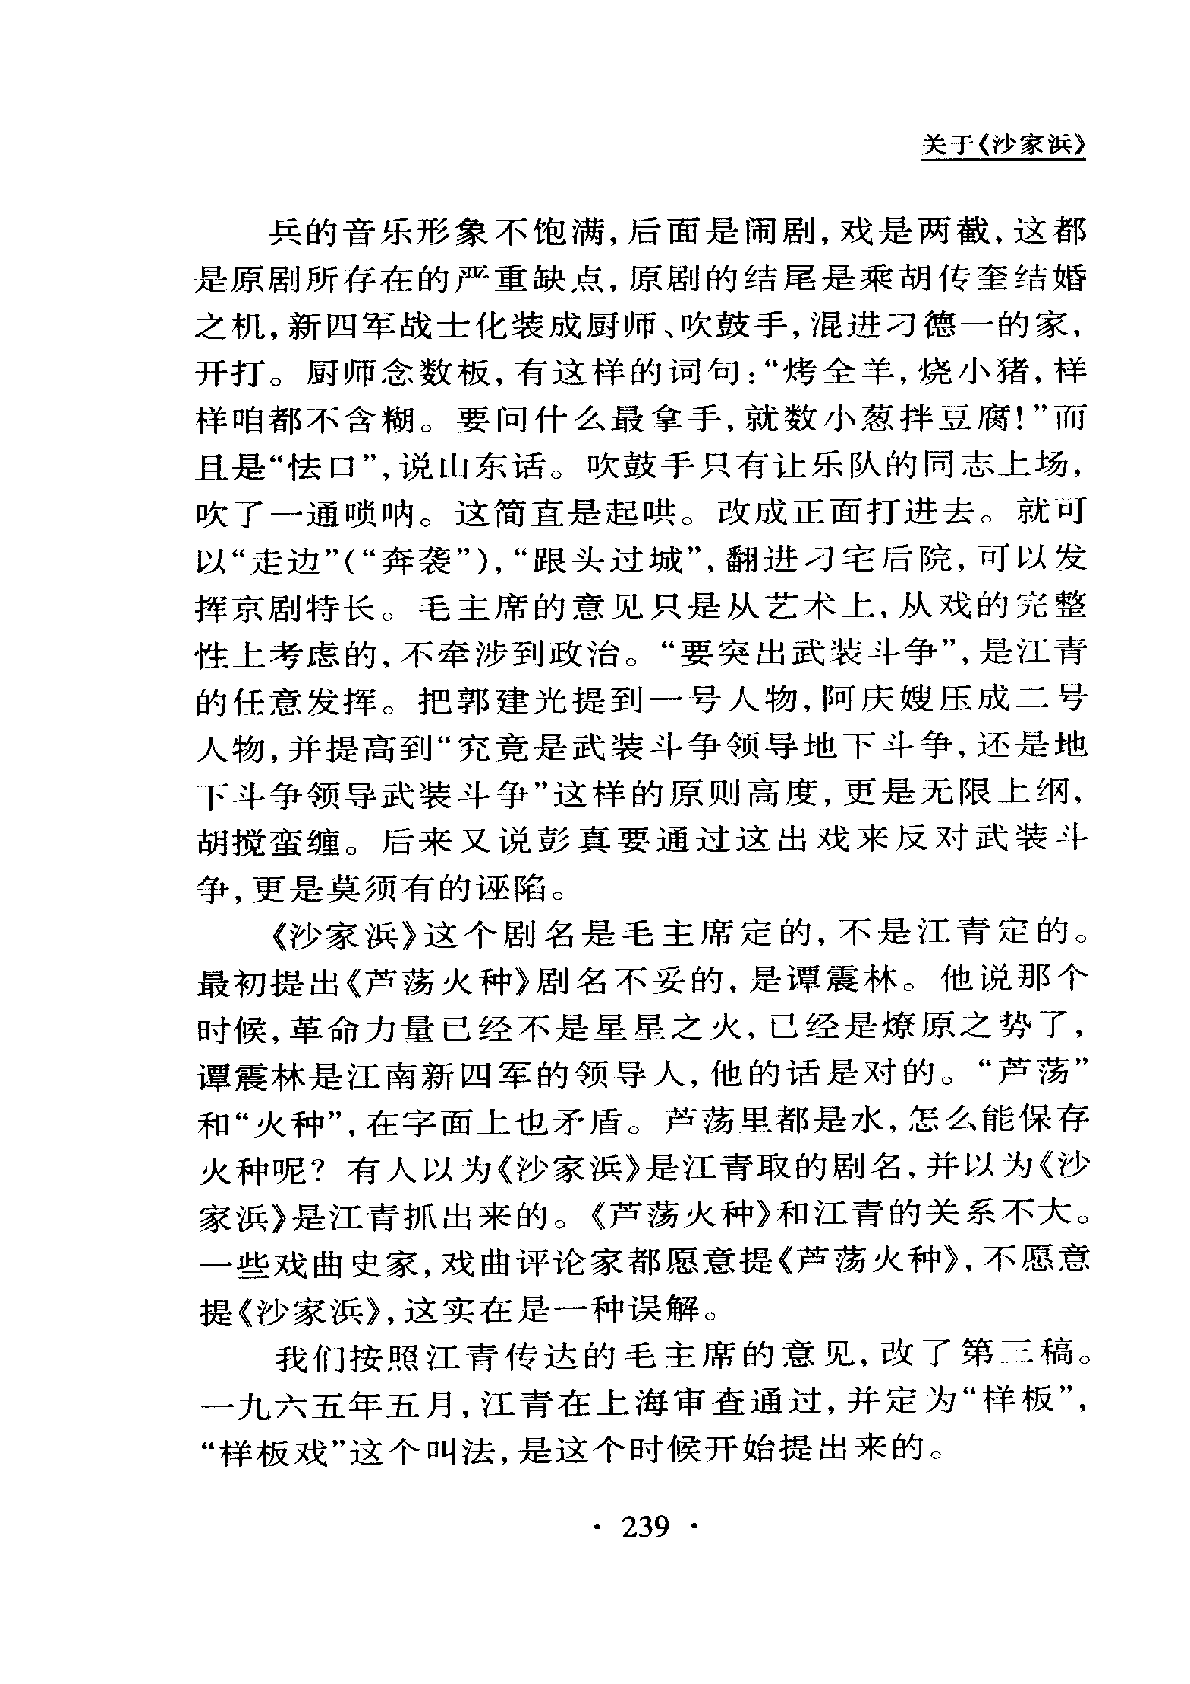 关于《沙家浜》
兵的音乐形象不饱满,后面是闹剧,戏是两截,这都
是原剧所存在的严重缺点,原剧的结尾是乘胡传奎结婚
之机,新四军战士化装成厨师、吹鼓手,混进刁德一的家,
开打。厨师念数板,有这样的词句:“烤全羊,烧小猪,样
样咱都不含糊。要问什么最拿手,就数小葱拌豆腐!”而
且是“怯口”,说山东话。吹鼓手只有让乐队的同志上场,
吹了一通唢呐。这简直是起哄。改成正面打进去。就可
以“走边”(“奔袭”),“跟头过城”,翻进刁宅后院,可以发
挥京剧特长。毛主席的意见只是从艺术上,从戏的完整
性上考虑的,不牵涉到政治。“要突出武装斗争”,是江青
的任意发挥。把郭建光提到一号人物,阿庆嫂压成二号
人物,并提高到“究竟是武装斗争领导地下斗争,还是地
下斗争领导武装斗争”这样的原则高度,更是无限上纲,
胡搅蛮缠。后来又说彭真要通过这出戏来反对武装斗
争,更是莫须有的诬陷。
《沙家浜》这个剧名是毛主席定的,不是江青定的。
最初提出《芦荡火种》剧名不妥的,是谭震林。他说那个
时候,革命力量已经不是星星之火,已经是燎原之势了,
谭震林是江南新四军的领导人,他的话是对的。“芦荡”
和“火种”,在字面上也矛盾。芦荡里都是水,怎么能保存
火种呢?有人以为《沙家浜》是江青取的剧名,并以为《沙
家浜》是江青抓出来的。《芦荡火种》和江青的关系不大。
一些戏曲史家,戏曲评论家都愿意提《芦荡火种》,不愿意
提《沙家浜》,这实在是一种误解。
我们按照江青传达的毛主席的意见,改了第三稿。
一九六五年五月,江青在上海审查通过,并定为“样板”,
“样板戏”这个叫法,是这个时候开始提出来的。
· 239 ·